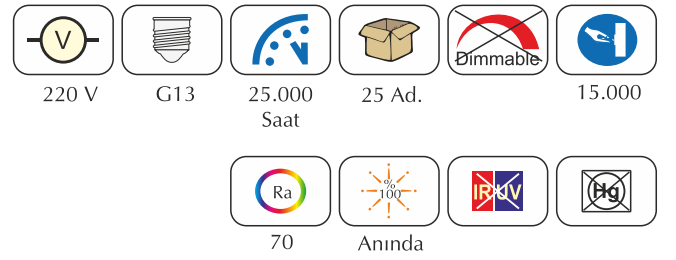 V
Dimmable
220 V
G13
25.000
Saat
25 Ad.
15.000
Ra
%
100
IR UV
Hg
70
Anında